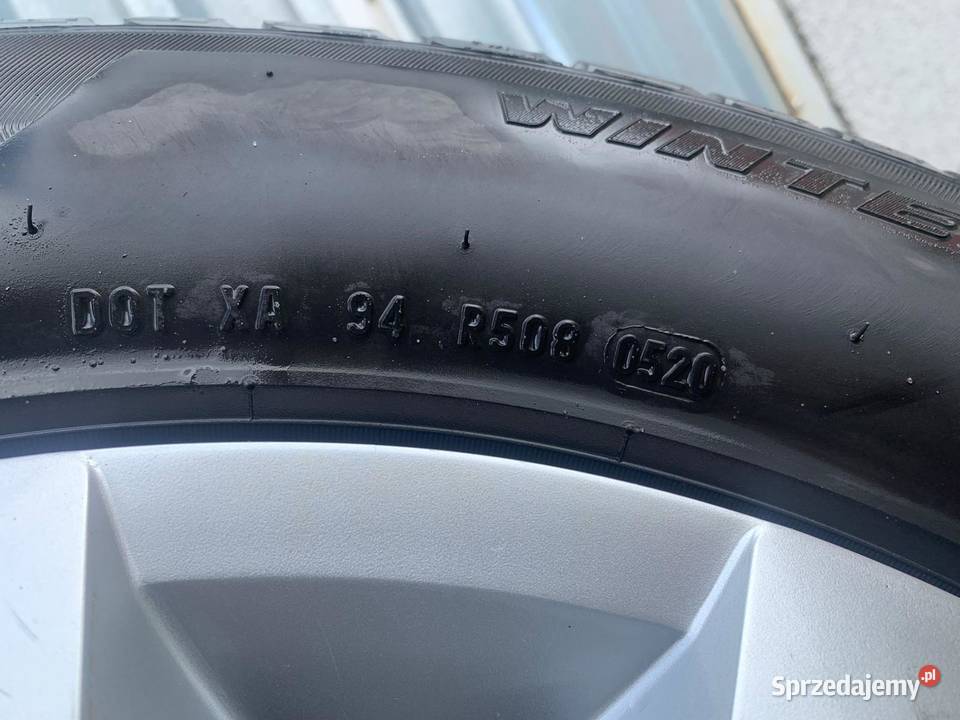 WINTE
DOT XA 94 R508 0520
Sprzedajemy.pl